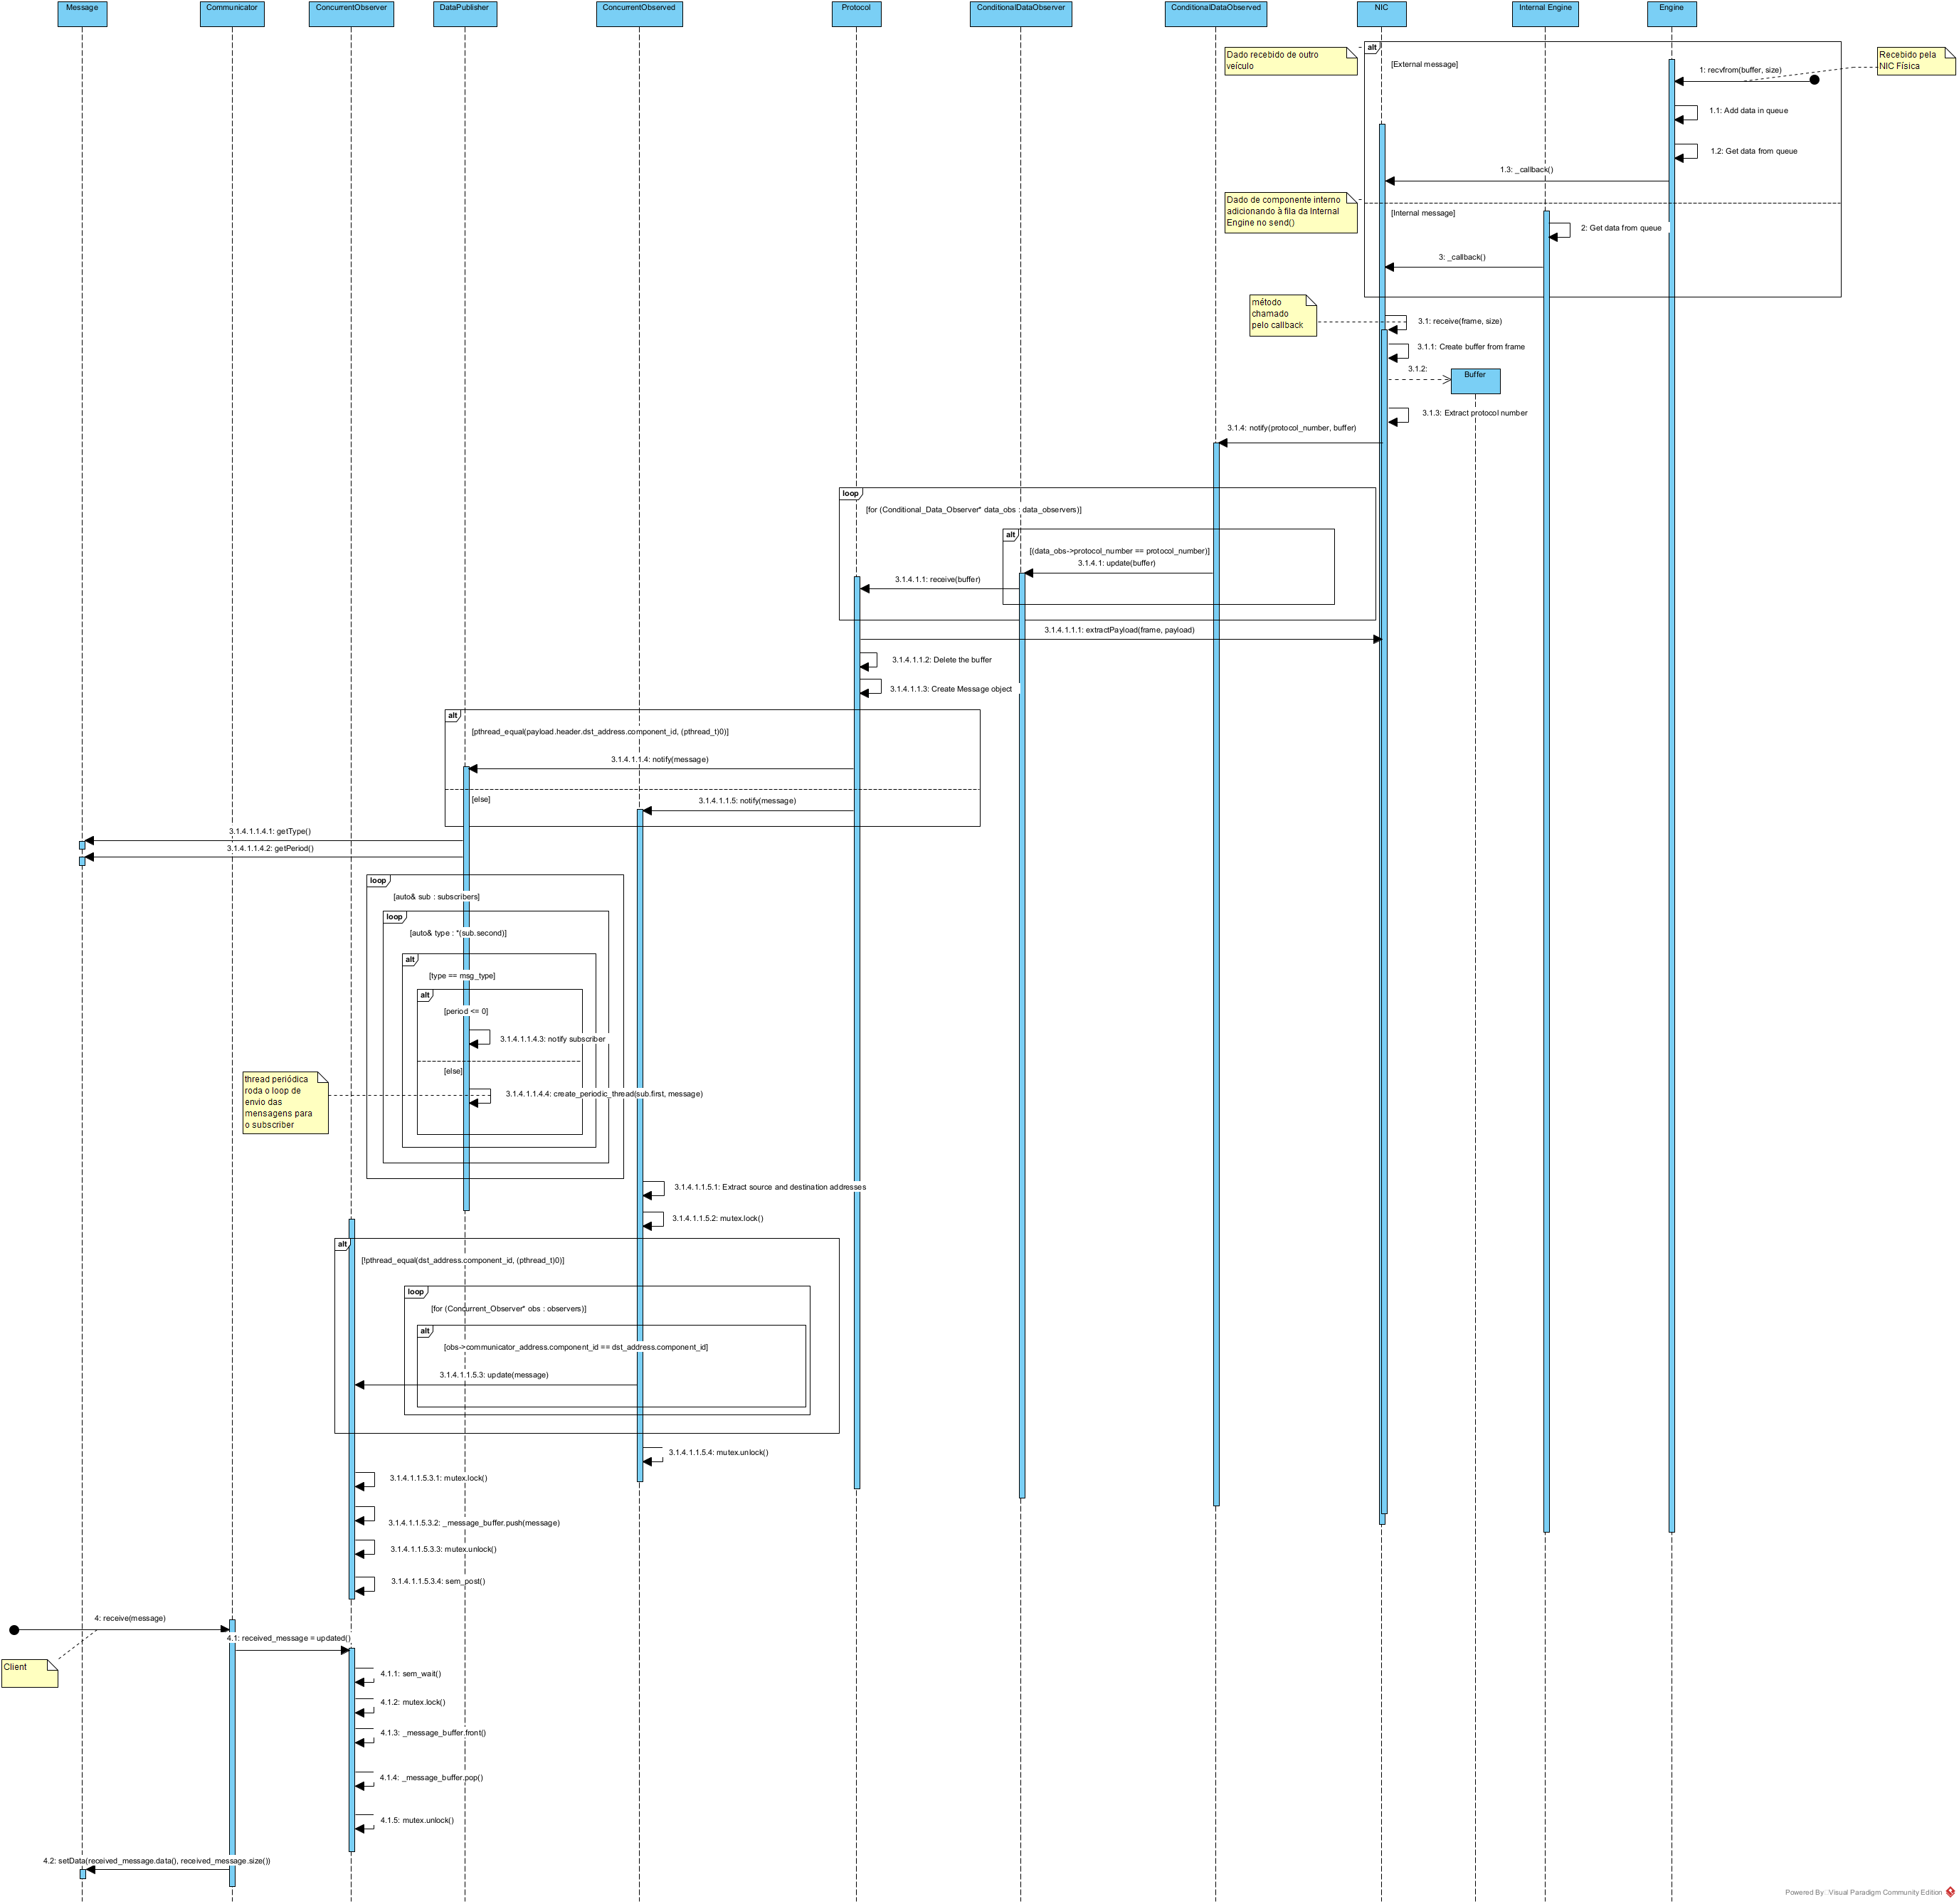 Message
Communicator
ConcurrentObserver
DataPublisher
ConcurrentObserved
Protocol
ConditionalDataObserver
ConditionalDataObserved
NIC
Internal Engine
Engine
alt
[External message]
Dado recebido de outro
veículo
Recebido pela
NIC Física
1: recvfrom(buffer, size)
1.1: Add data in queue
1.2: Get data from queue
1.3: _callback()
Dado de componente interno
adicionando à fila da Internal
Engine no send()
[Internal message]
2: Get data from queue
3: _callback()
método
chamado
pelo callback
3.1: receive(frame, size)
3.1.1: Create buffer from frame
3.1.2:
Buffer
3.1.3: Extract protocol number
3.1.4: notify(protocol_number, buffer)
loop
[for (Conditional_Data_Observer* data_obs : data_observers)]
alt
[(data_obs->protocol_number == protocol_number)]
3.1.4.1: update(buffer)
3.1.4.1.1: receive(buffer)
3.1.4.1.1.1: extractPayload(frame, payload)
3.1.4.1.1.2: Delete the buffer
3.1.4.1.1.3: Create Message object
alt
[pthread_equal(payload.header.dst_address.component_id, (pthread_t)0)]
3.1.4.1.1.4: notify(message)
[else]
3.1.4.1.1.5: notify(message)
3.1.4.1.1.4.1: getType()
3.1.4.1.1.4.2: getPeriod()
loop
[auto& sub : subscribers]
loop
[auto& type : *(sub.second)]
alt
[type == msg_type]
alt
[period <= 0]
3.1.4.1.1.4.3: notify subscriber
[else]
thread periódica
roda o loop de
envio das
mensagens para
o subscriber
3.1.4.1.1.4.4: create_periodic_thread(sub.first, message)
3.1.4.1.1.5.1: Extract source and destination addresses
3.1.4.1.1.5.2: mutex.lock()
alt
[!pthread_equal(dst_address.component_id, (pthread_t)0)]
loop
[for (Concurrent_Observer* obs : observers)]
alt
[obs->communicator_address.component_id == dst_address.component_id]
3.1.4.1.1.5.3: update(message)
3.1.4.1.1.5.4: mutex.unlock()
3.1.4.1.1.5.3.1: mutex.lock()
3.1.4.1.1.5.3.2: _message_buffer.push(message)
3.1.4.1.1.5.3.3: mutex.unlock()
3.1.4.1.1.5.3.4: sem_post()
4: receive(message)
4.1: received_message = updated()
Client
4.1.1: sem_wait()
4.1.2: mutex.lock()
4.1.3: _message_buffer.front()
4.1.4: _message_buffer.pop()
4.1.5: mutex.unlock()
4.2: setData(received_message.data(), received_message.size())
Powered By: Visual Paradigm Community Edition